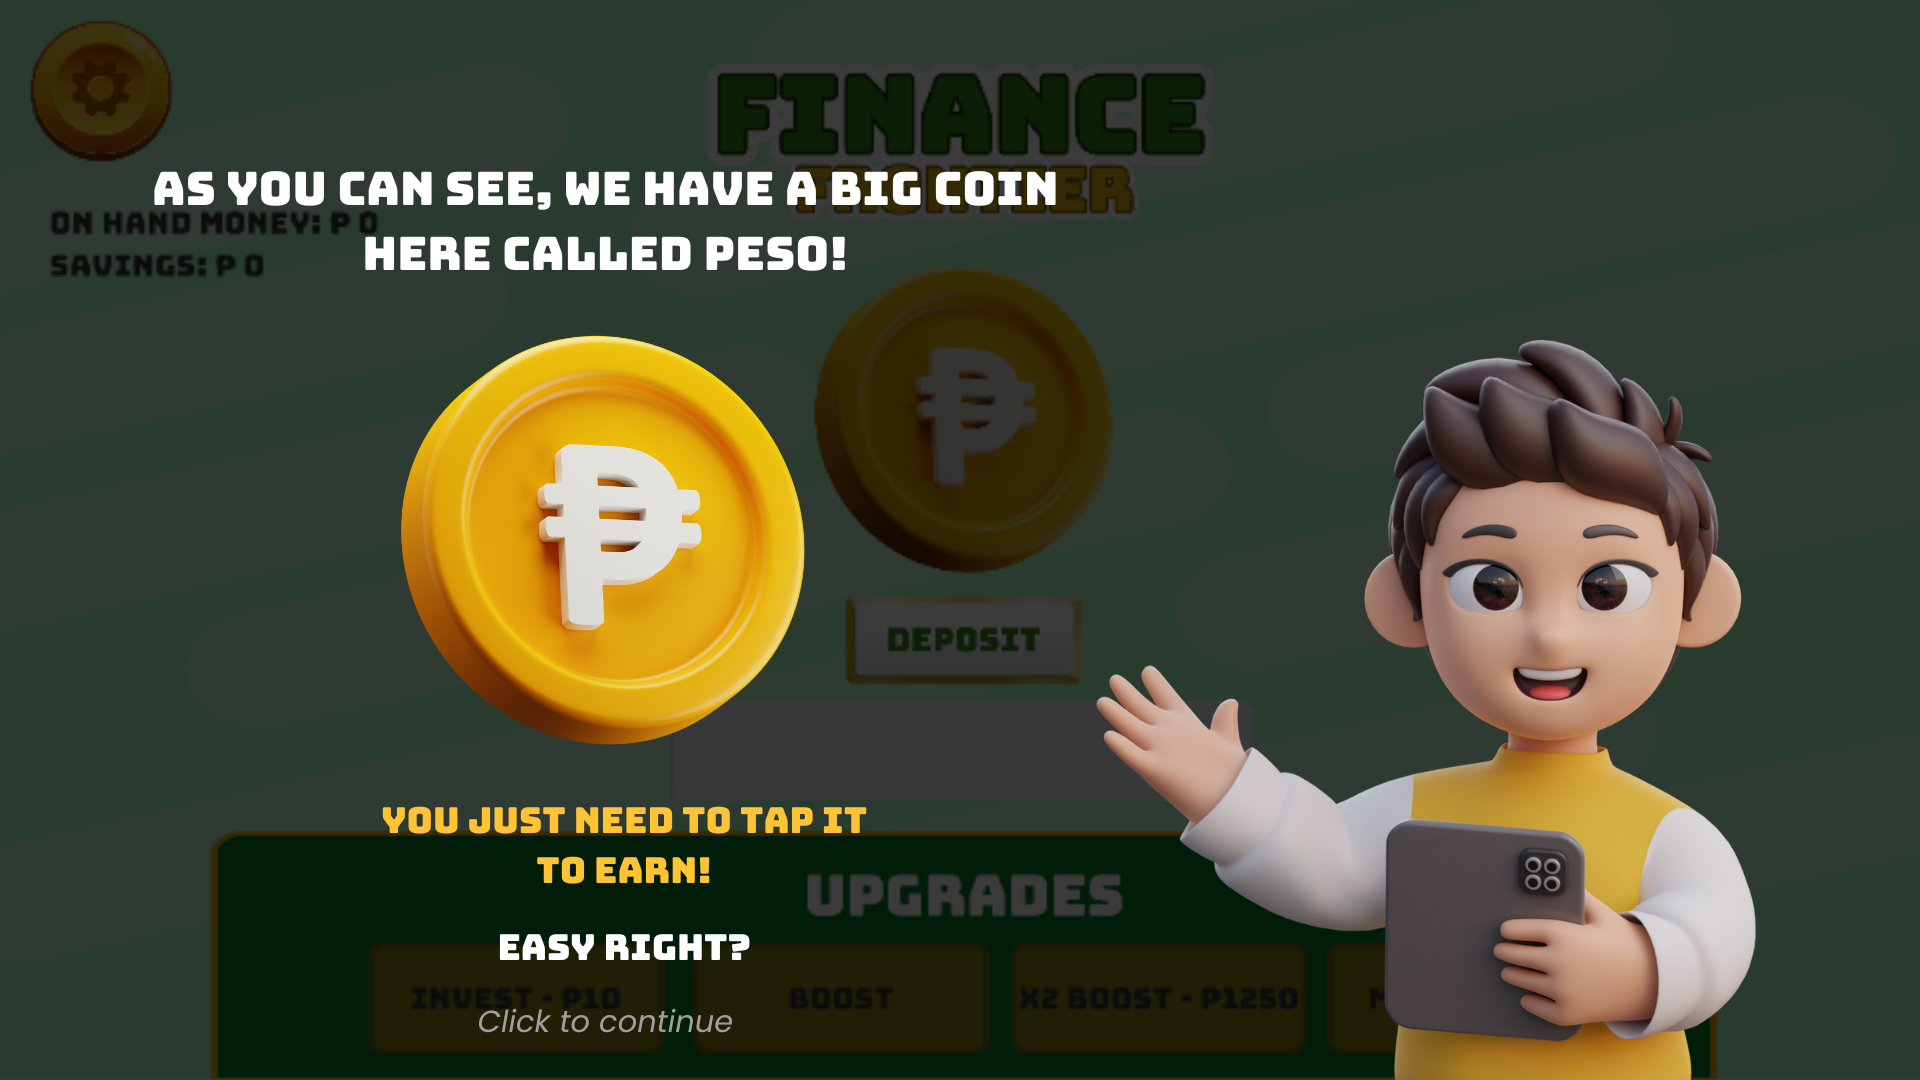 FINANCE
FRONTIER
AS YOU CAN SEE, WE HAVE A BIG COIN
HERE CALLED PESO!
ON HAND MONEY: P 0
SAVINGS: P 0
DEPOSIT
YOU JUST NEED TO TAP IT
TO EARN!
UPGRADES
EASY RIGHT?
INVEST - P10
BOOST
X2 BOOST - P1250
Click to continue